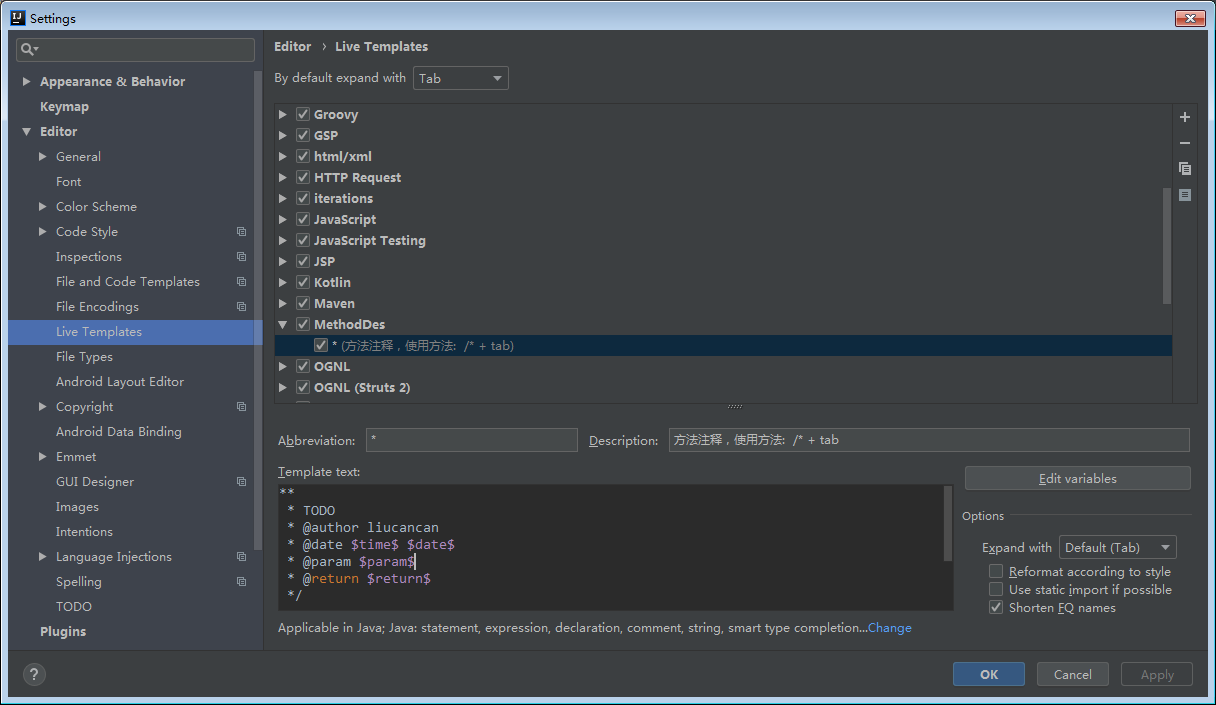 IJ Settings
Appearance & Behavior
Keymap
Editor
General
Font
Color Scheme
Code Style
Inspections
File and Code Templates
File Encodings
Live Templates
File Types
Android Layout Editor
Copyright
Android Data Binding
Emmet
GUI Designer
Images
Intentions
Language Injections
Spelling
TODO
Plugins
?
Editor › Live Templates
By default expand with Tab
Groovy
GSP
html/xml
HTTP Request
iterations
JavaScript
JavaScript Testing
JSP
Kotlin
Maven
MethodDes
* (方法注释，使用方法: /* + tab)
OGNL
OGNL (Struts 2)
Abbreviation: * Description: 方法注释，使用方法: /* + tab
Template text:
**
* TODO
* @author liucancan
* @date $time$ $date$
* @param $param$
* @return $return$
*/
Edit variables
Options
Expand with Default (Tab)
Reformat according to style
Use static import if possible
Shorten FQ names
Applicable in Java; Java: statement, expression, declaration, comment, string, smart type completion...Change
OK Cancel Apply